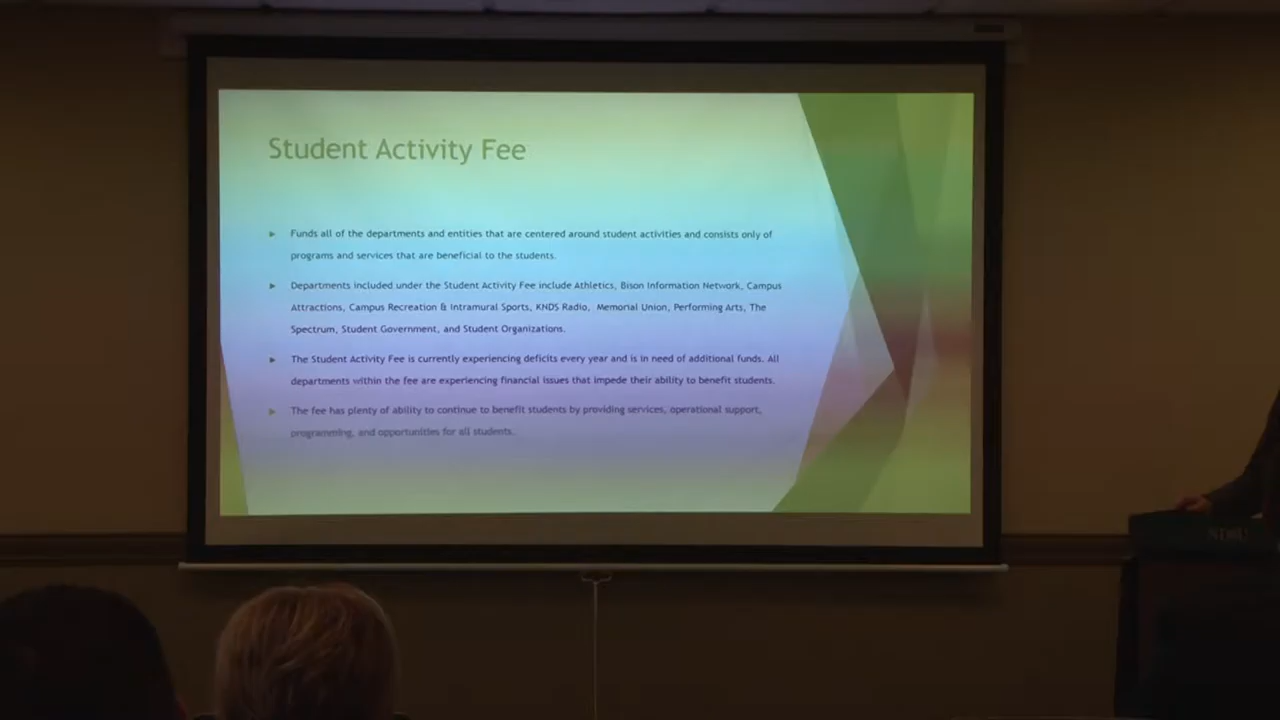 Student Activity Fee
Funds all of the departments and entities that are centered around student activities and consists only of
programs and services that are beneficial to the students.
Departments included under the Student Activity Fee include Athletics, Bison Information Network, Campus
Attractions, Campus Recreation & Intramural Sports, KNDS Radio, Memorial Union, Performing Arts, The
Spectrum, Student Government, and Student Organizations.
The Student Activity Fee is currently experiencing deficits every year and is in need of additional funds. All
departments within the fee are experiencing financial issues that impede their ability to benefit students.
The fee has plenty of ability to continue to benefit students by providing services, operational support,
programming, and opportunities for all students.
NDSU